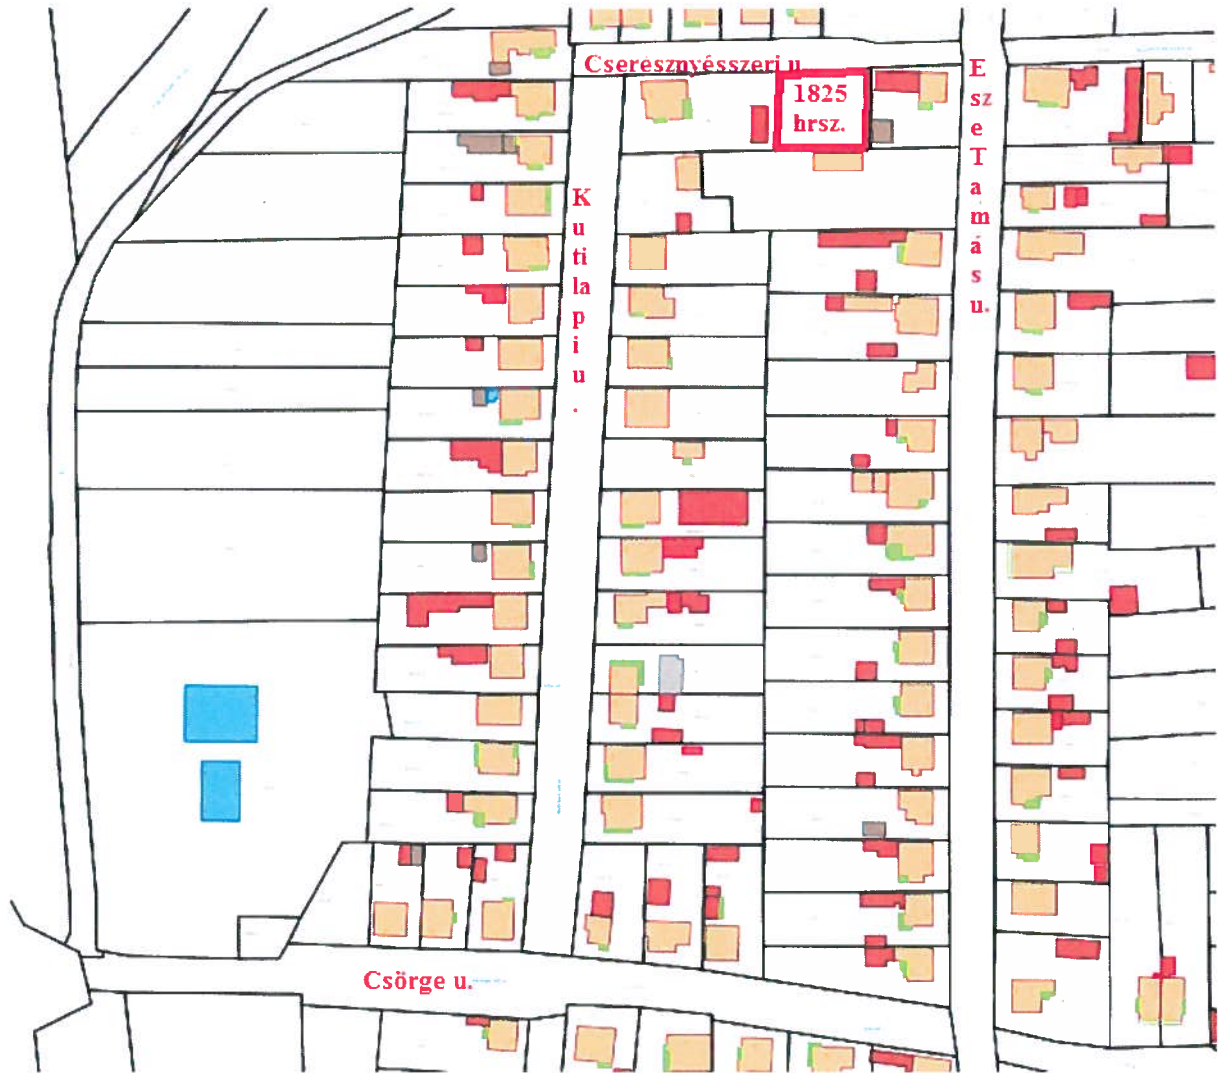 Cseresznyésszeri u
1825
hrsz.
E
sz
e
T
a
m
á
s
u.
K
u
ti
la
p
i
u
.
Csörge u.